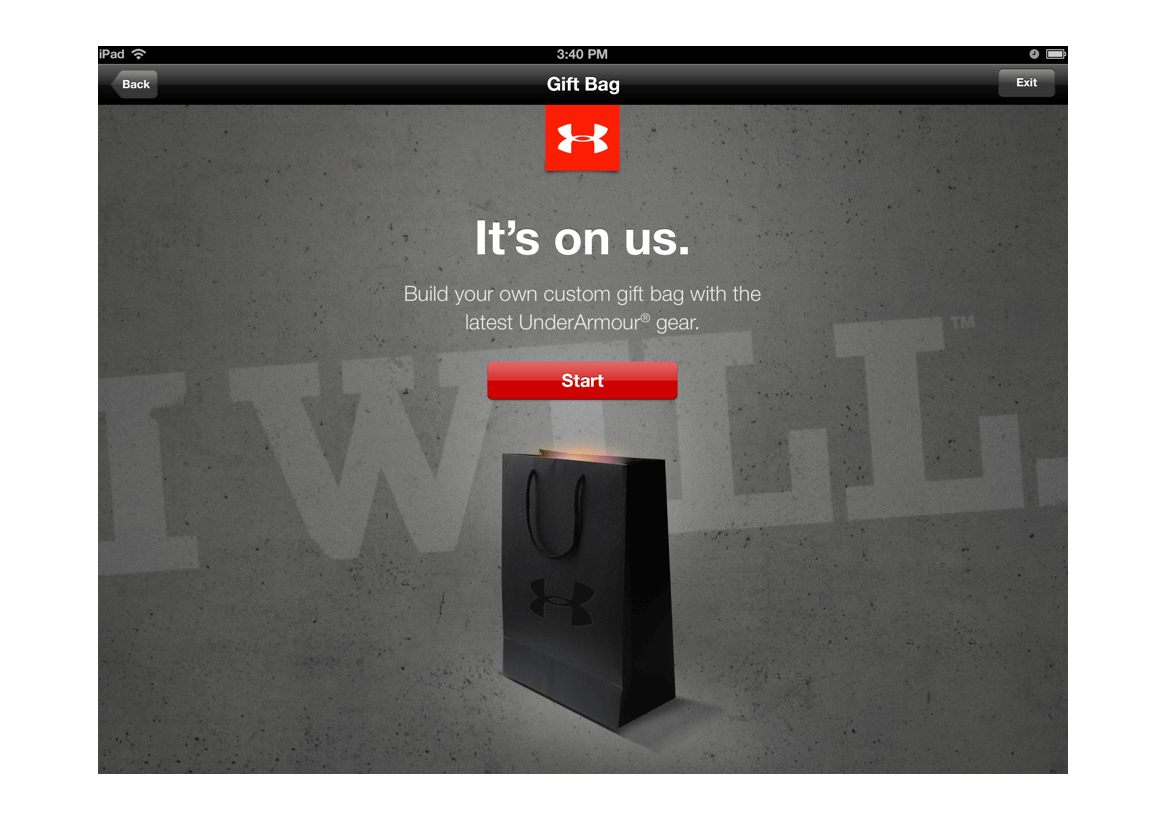 iPad
3:40 PM
Back
Gift Bag
Exit
It's on us.
Build your own custom gift bag with the
latest UnderArmour® gear.
Start
I WILL.™